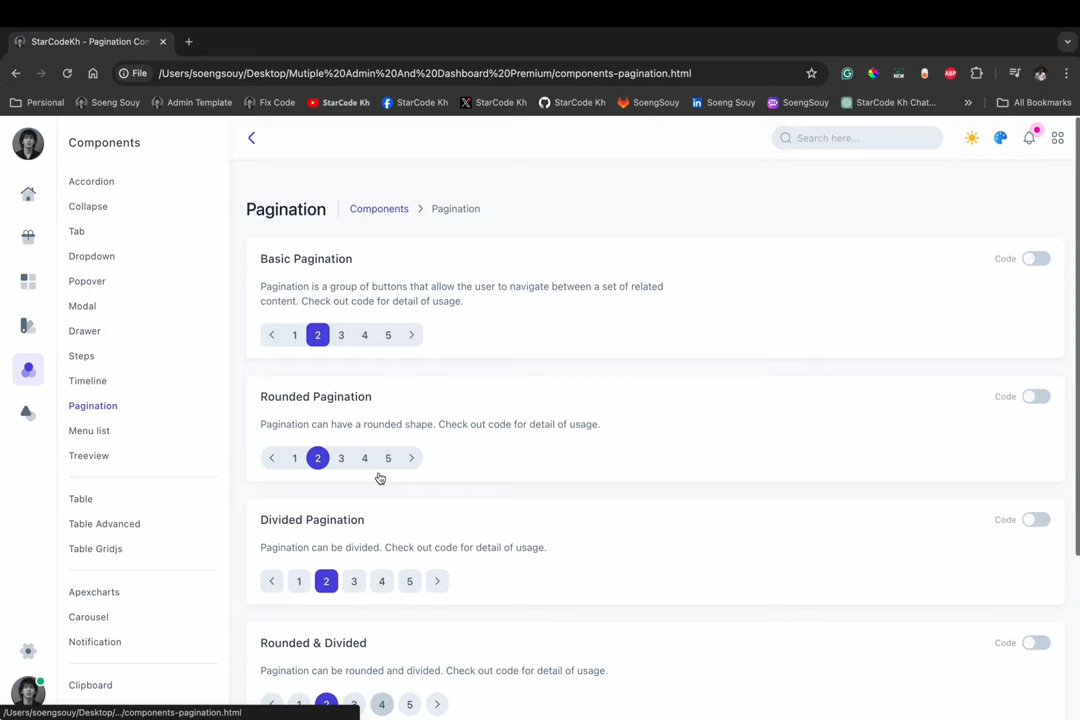 StarCodeKh - Pagination Con
File /Users/soengsouy/Desktop/Mutiple%20Admin%20And%20Dashboard%20Premium/components-pagination.html
Personal Soeng Souy Admin Template Fix Code StarCode Kh StarCode Kh StarCode Kh StarCode Kh SoengSouy Soeng Souy SoengSouy StarCode Kh Chat... » All Bookmarks
Components
Accordion
Collapse
Tab
Dropdown
Popover
Modal
Drawer
Steps
Timeline
Pagination
Menu list
Treeview
Table
Table Advanced
Table Gridjs
Apexcharts
Carousel
Notification
Clipboard
Search here...
Pagination Components > Pagination
Basic Pagination Code
Pagination is a group of buttons that allow the user to navigate between a set of related
content. Check out code for detail of usage.
< 1 2 3 4 5 >
Rounded Pagination Code
Pagination can have a rounded shape. Check out code for detail of usage.
< 1 2 3 4 5 >
Divided Pagination Code
Pagination can be divided. Check out code for detail of usage.
< 1 2 3 4 5 >
Rounded & Divided Code
Pagination can be rounded and divided. Check out code for detail of usage.
< 1 2 3 4 5 >
/Users/soengsouy/Desktop/.../components-pagination.html